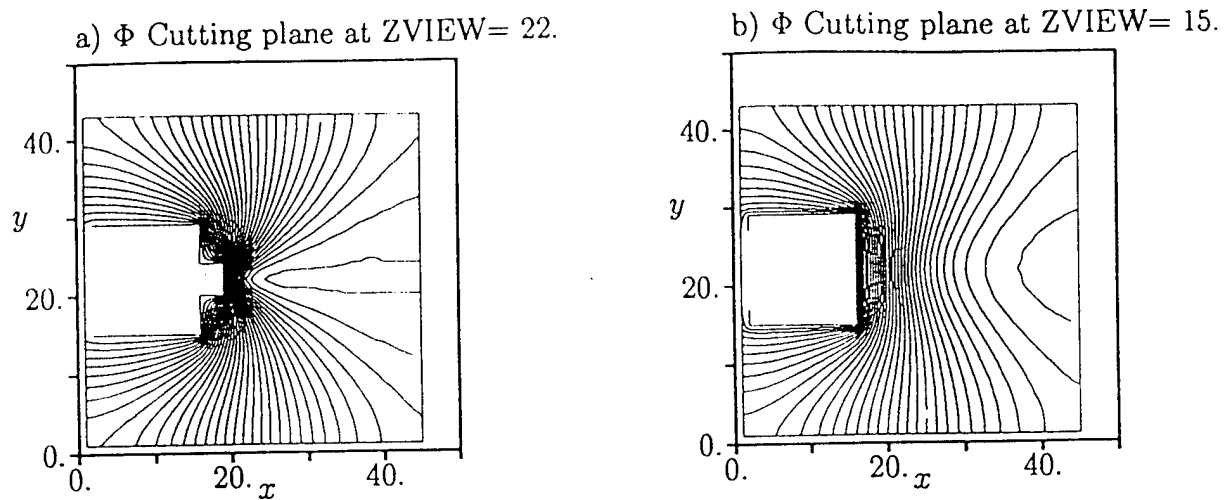 a) Φ Cutting plane at ZVIEW= 22.
40.
y
20.
0.
0. 20. x 40.
b) Φ Cutting plane at ZVIEW= 15.
40.
y
20.
0.
0. 20. x 40.